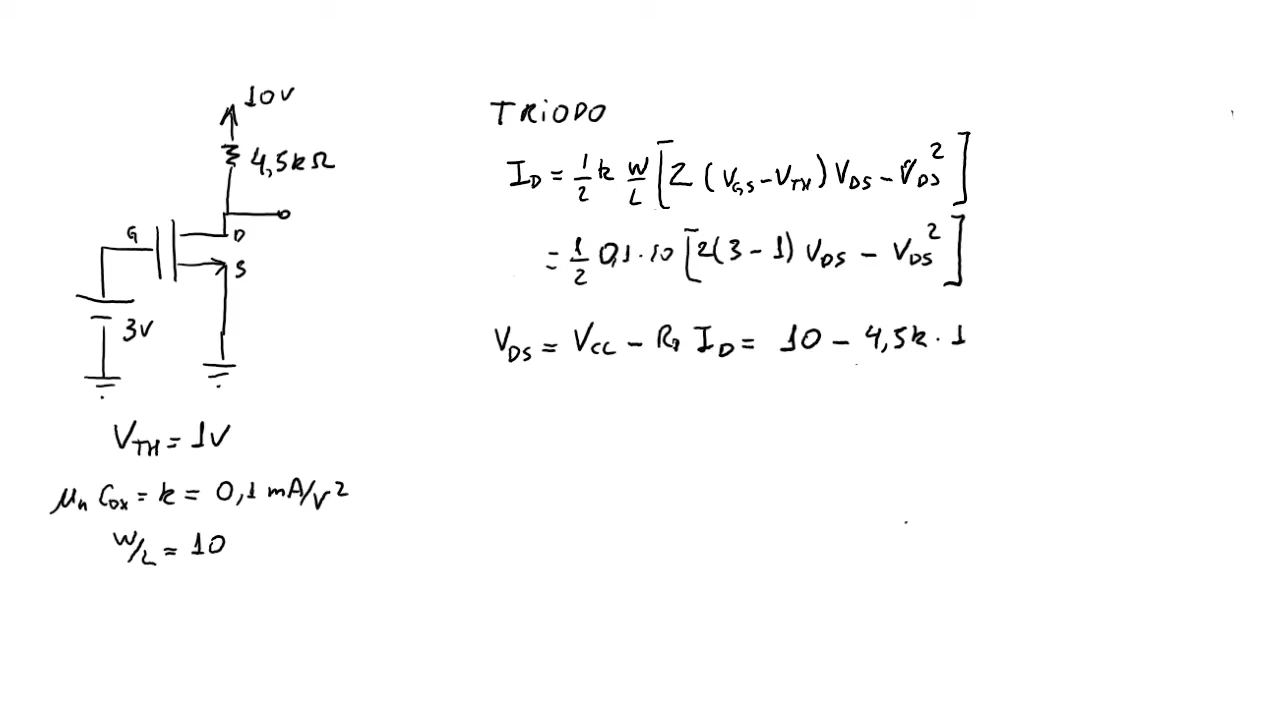 10V
4,5kΩ
G
D
S
3V
V_TH = 1V
μn Cox = k = 0,1 mA/V²
W/L = 10
TRiODO
I_D = 1/2 k W/L [2 (V_GS - V_TH) V_DS - V_DS²]
= 1/2 0,1 · 10 [2(3 - 1) V_DS - V_DS²]
V_DS = V_CC - R I_D = 10 - 4,5k · 1